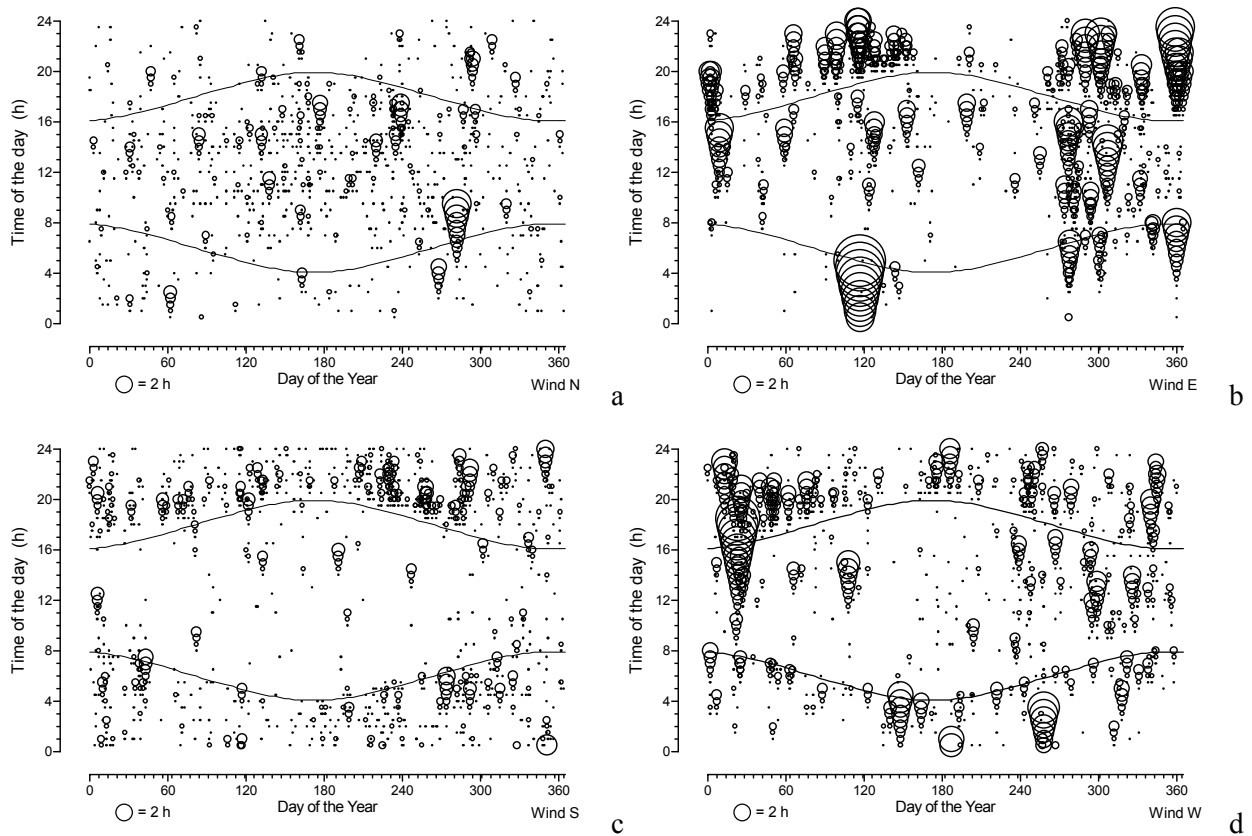 24
20
16
12
8
4
0
Time of the day (h)
0 60 120 180 240 300 360
Day of the Year
= 2 h
Wind N
a
24
20
16
12
8
4
0
Time of the day (h)
0 60 120 180 240 300 360
Day of the Year
= 2 h
Wind E
b
24
20
16
12
8
4
0
Time of the day (h)
0 60 120 180 240 300 360
Day of the Year
= 2 h
Wind S
c
24
20
16
12
8
4
0
Time of the day (h)
0 60 120 180 240 300 360
Day of the Year
= 2 h
Wind W
d